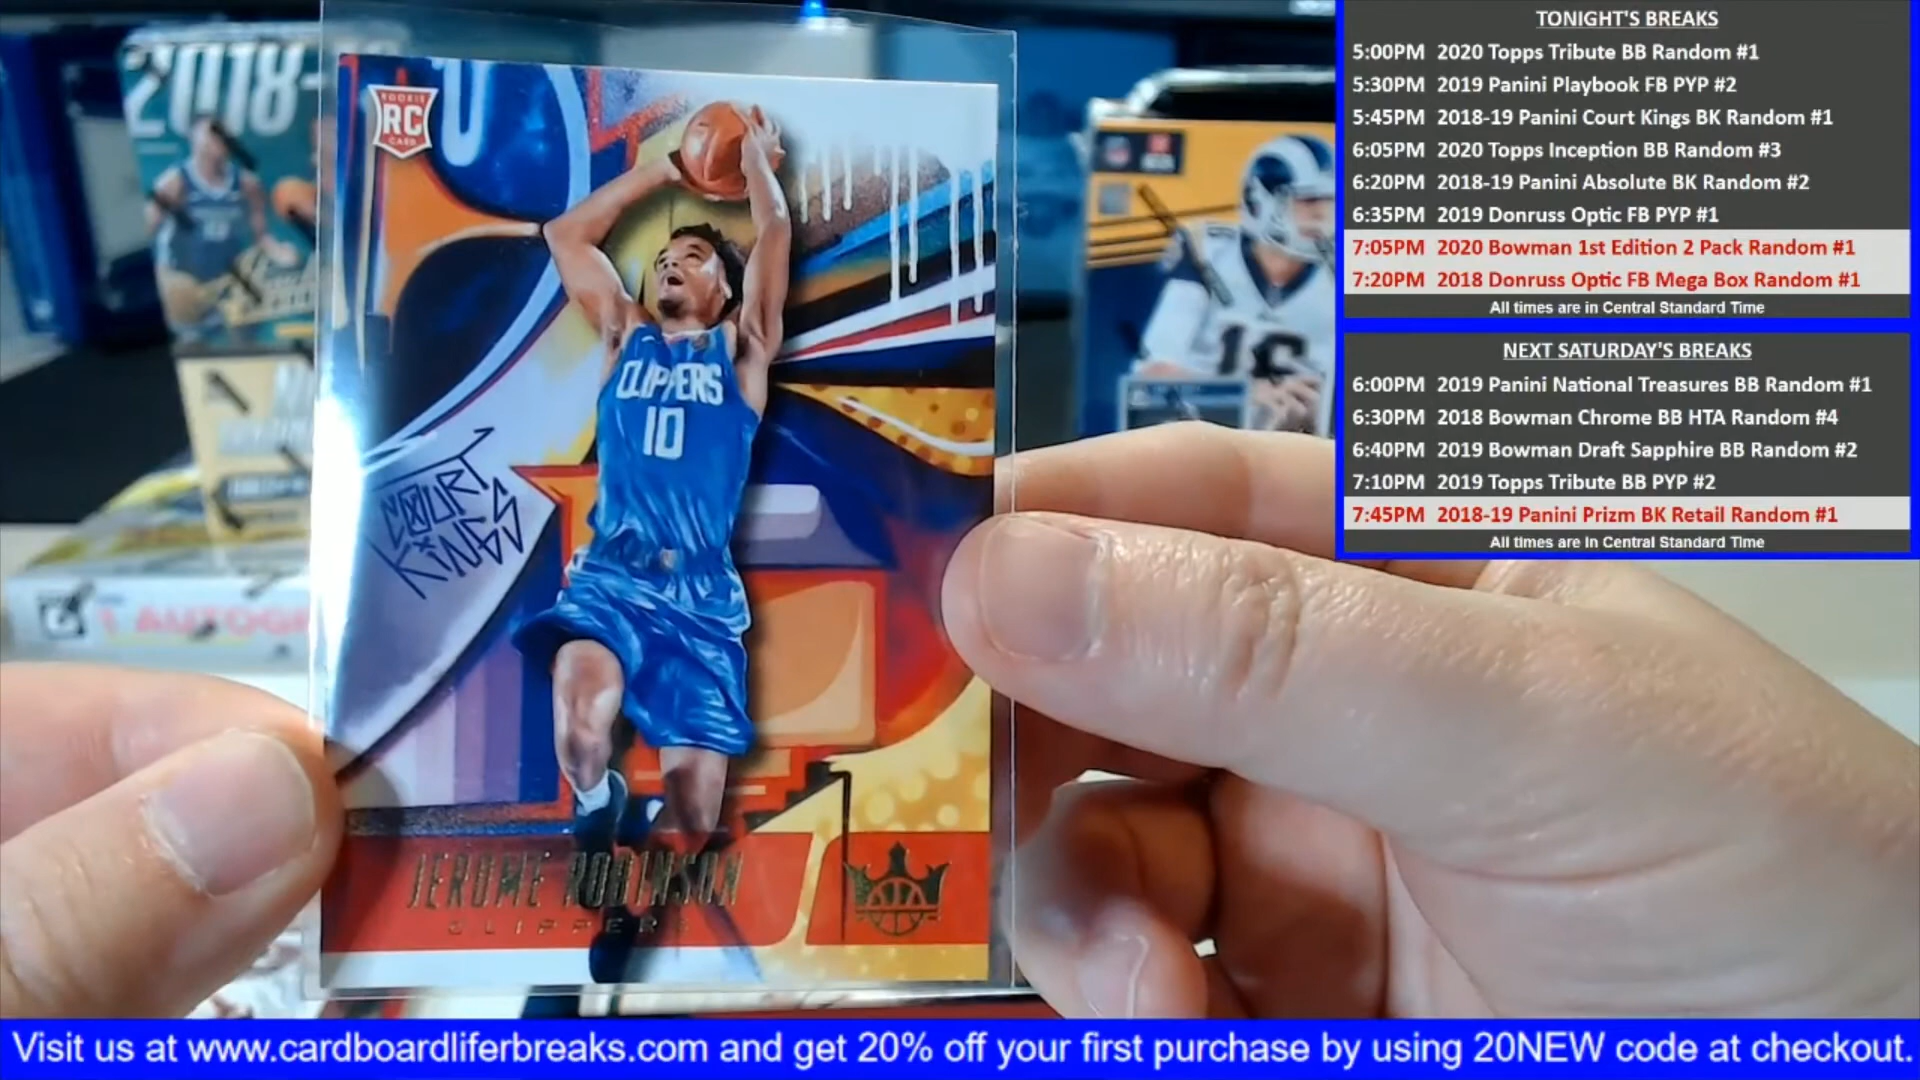 TONIGHT'S BREAKS
5:00PM 2020 Topps Tribute BB Random #1
5:30PM 2019 Panini Playbook FB PYP #2
5:45PM 2018-19 Panini Court Kings BK Random #1
6:05PM 2020 Topps Inception BB Random #3
6:20PM 2018-19 Panini Absolute BK Random #2
6:35PM 2019 Donruss Optic FB PYP #1
7:05PM 2020 Bowman 1st Edition 2 Pack Random #1
7:20PM 2018 Donruss Optic FB Mega Box Random #1
All times are in Central Standard Time
NEXT SATURDAY'S BREAKS
6:00PM 2019 Panini National Treasures BB Random #1
6:30PM 2018 Bowman Chrome BB HTA Random #4
6:40PM 2019 Bowman Draft Sapphire BB Random #2
7:10PM 2019 Topps Tribute BB PYP #2
7:45PM 2018-19 Panini Prizm BK Retail Random #1
All times are in Central Standard Time
2018-
ROOKIE
RC
CARD
CLIPPERS
10
COURT
KINGS
16
JEROME ROBINSON
CLIPPERS
Visit us at www.cardboardliferbreaks.com and get 20% off your first purchase by using 20NEW code at checkout.